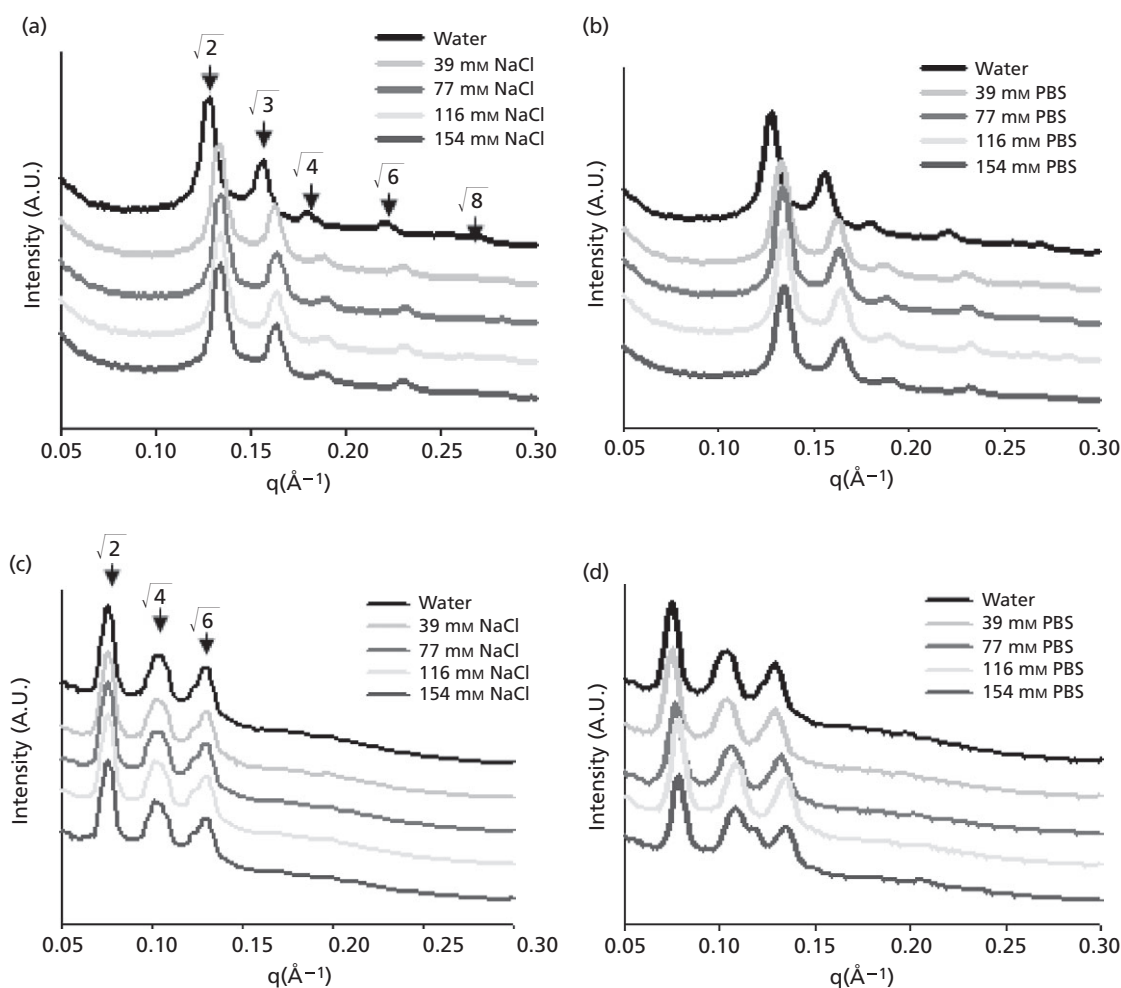 (a)
√2
√3
√4
√6
√8
Water
39 mM NaCl
77 mM NaCl
116 mM NaCl
154 mM NaCl
Intensity (A.U.)
0.05 0.10 0.15 0.20 0.25 0.30
q(Å⁻¹)
(b)
Water
39 mM PBS
77 mM PBS
116 mM PBS
154 mM PBS
Intensity (A.U.)
0.05 0.10 0.15 0.20 0.25 0.30
q(Å⁻¹)
(c)
√2
√4
√6
Water
39 mM NaCl
77 mM NaCl
116 mM NaCl
154 mM NaCl
Intensity (A.U.)
0.05 0.10 0.15 0.20 0.25 0.30
q(Å⁻¹)
(d)
Water
39 mM PBS
77 mM PBS
116 mM PBS
154 mM PBS
Intensity (A.U.)
0.05 0.10 0.15 0.20 0.25 0.30
q(Å⁻¹)